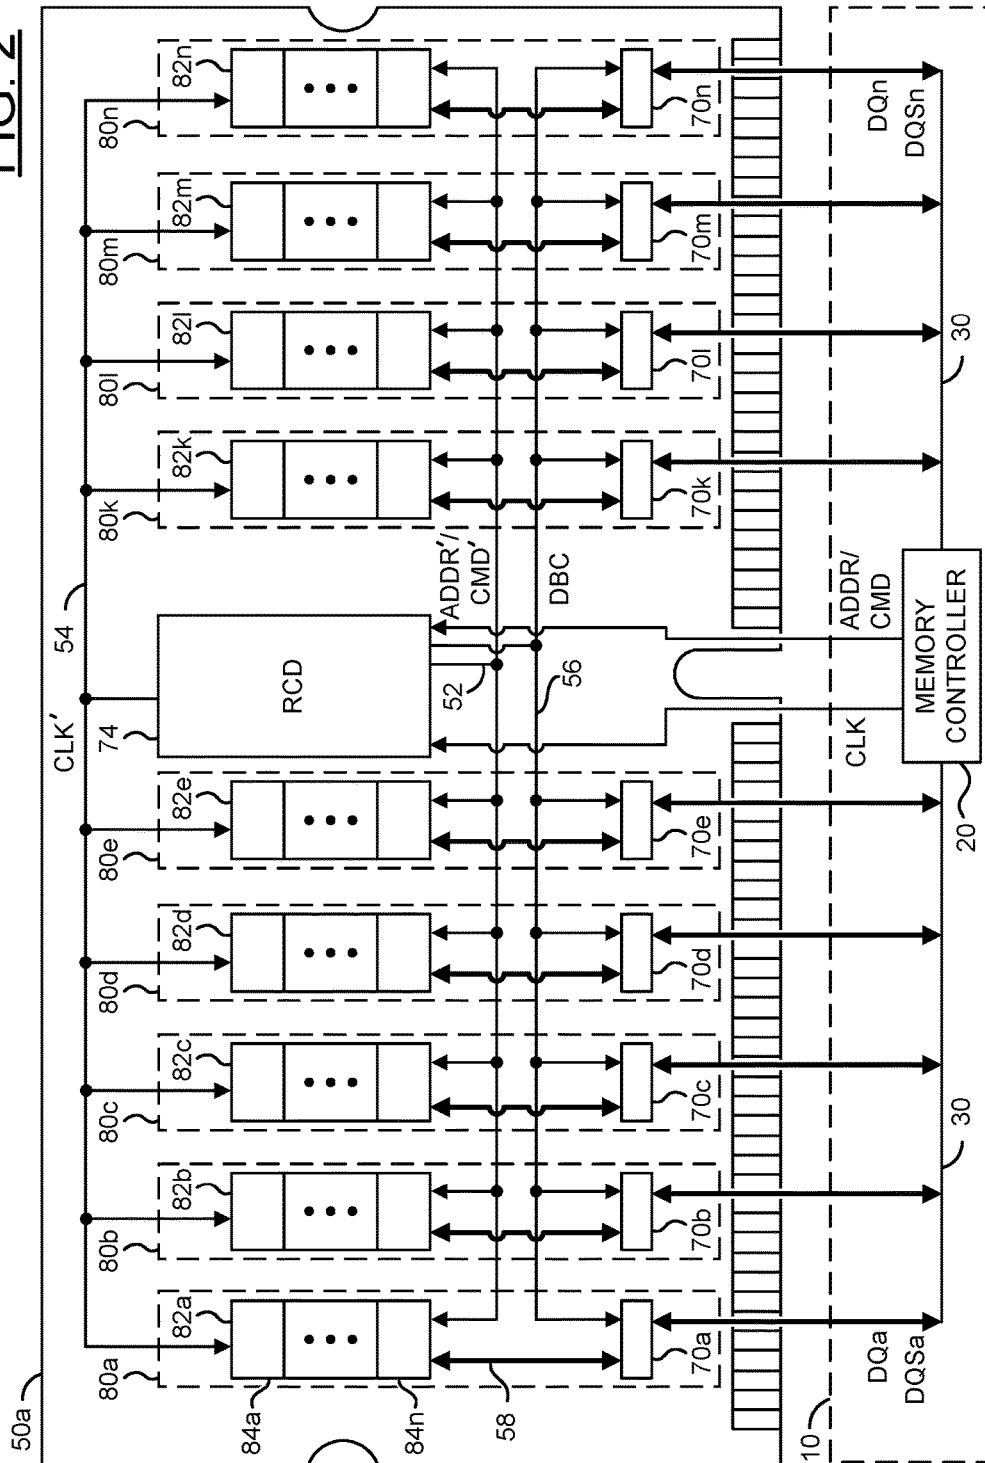 FIG. 2
50a
CLK'
54
80a
82a
80b
82b
80c
82c
80d
82d
80e
82e
74
80k
82k
80l
82l
80m
82m
80n
82n
84a
84n
RCD
58
52
ADDR'/
CMD'
56
DBC
70a
70b
70c
70d
70e
70k
70l
70m
70n
10
CLK
ADDR/
CMD
DQa
DQSa
DQn
DQSn
30
30
MEMORY
CONTROLLER
20